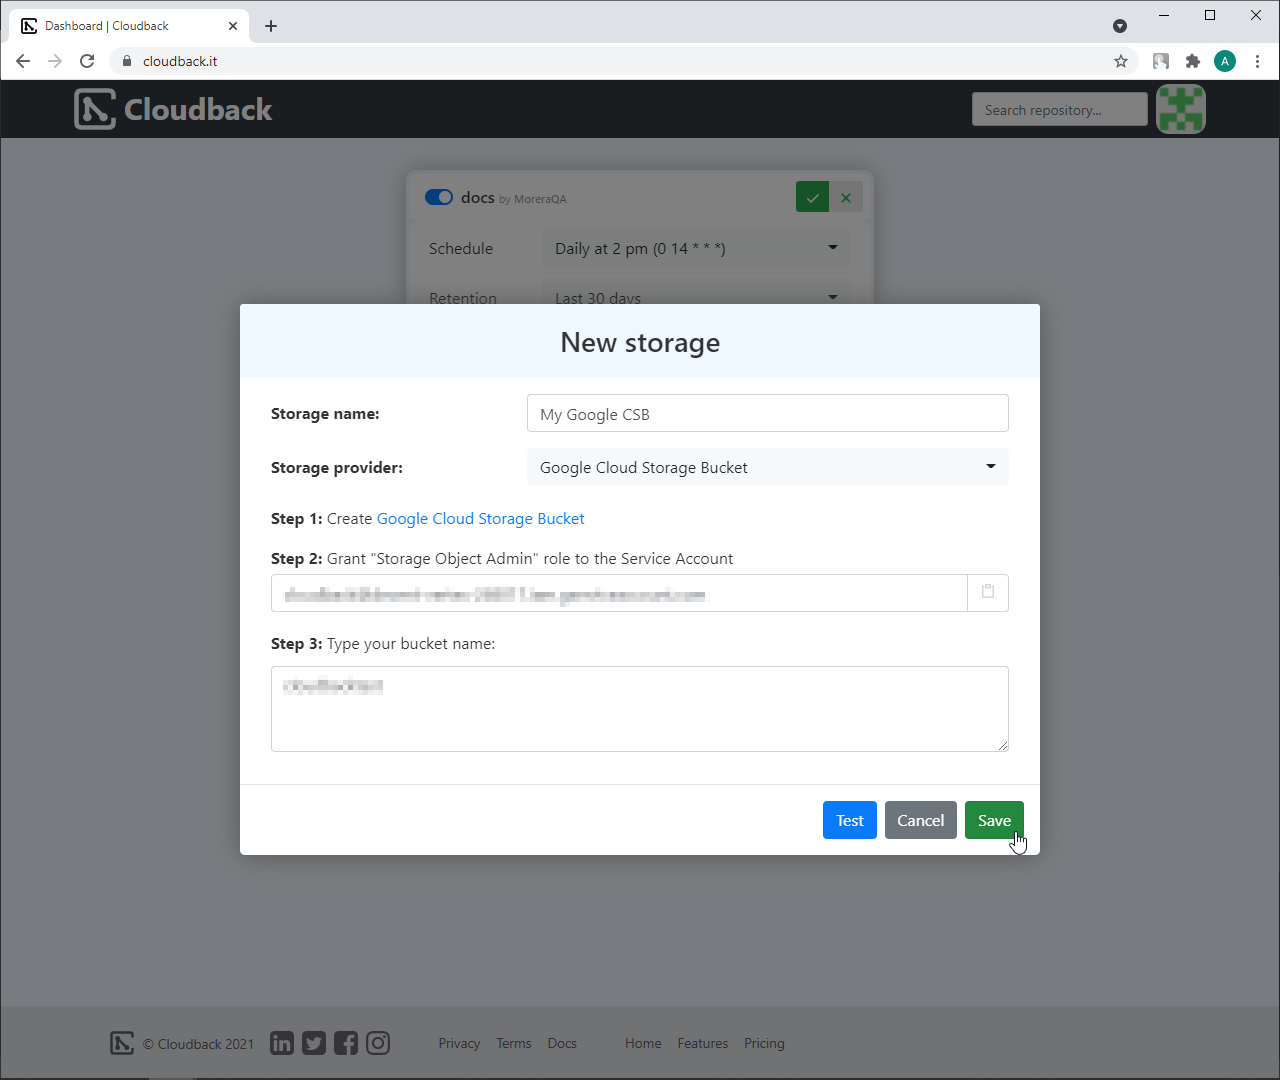 Dashboard | Cloudback
cloudback.it
A
Cloudback
Search repository...
docs by MoreraQA
Schedule
Daily at 2 pm (0 14 * * *)
Retention
Last 30 days
New storage
Storage name:
My Google CSB
Storage provider:
Google Cloud Storage Bucket
Step 1: Create Google Cloud Storage Bucket
Step 2: Grant "Storage Object Admin" role to the Service Account
Step 3: Type your bucket name:
Test
Cancel
Save
© Cloudback 2021
Privacy
Terms
Docs
Home
Features
Pricing